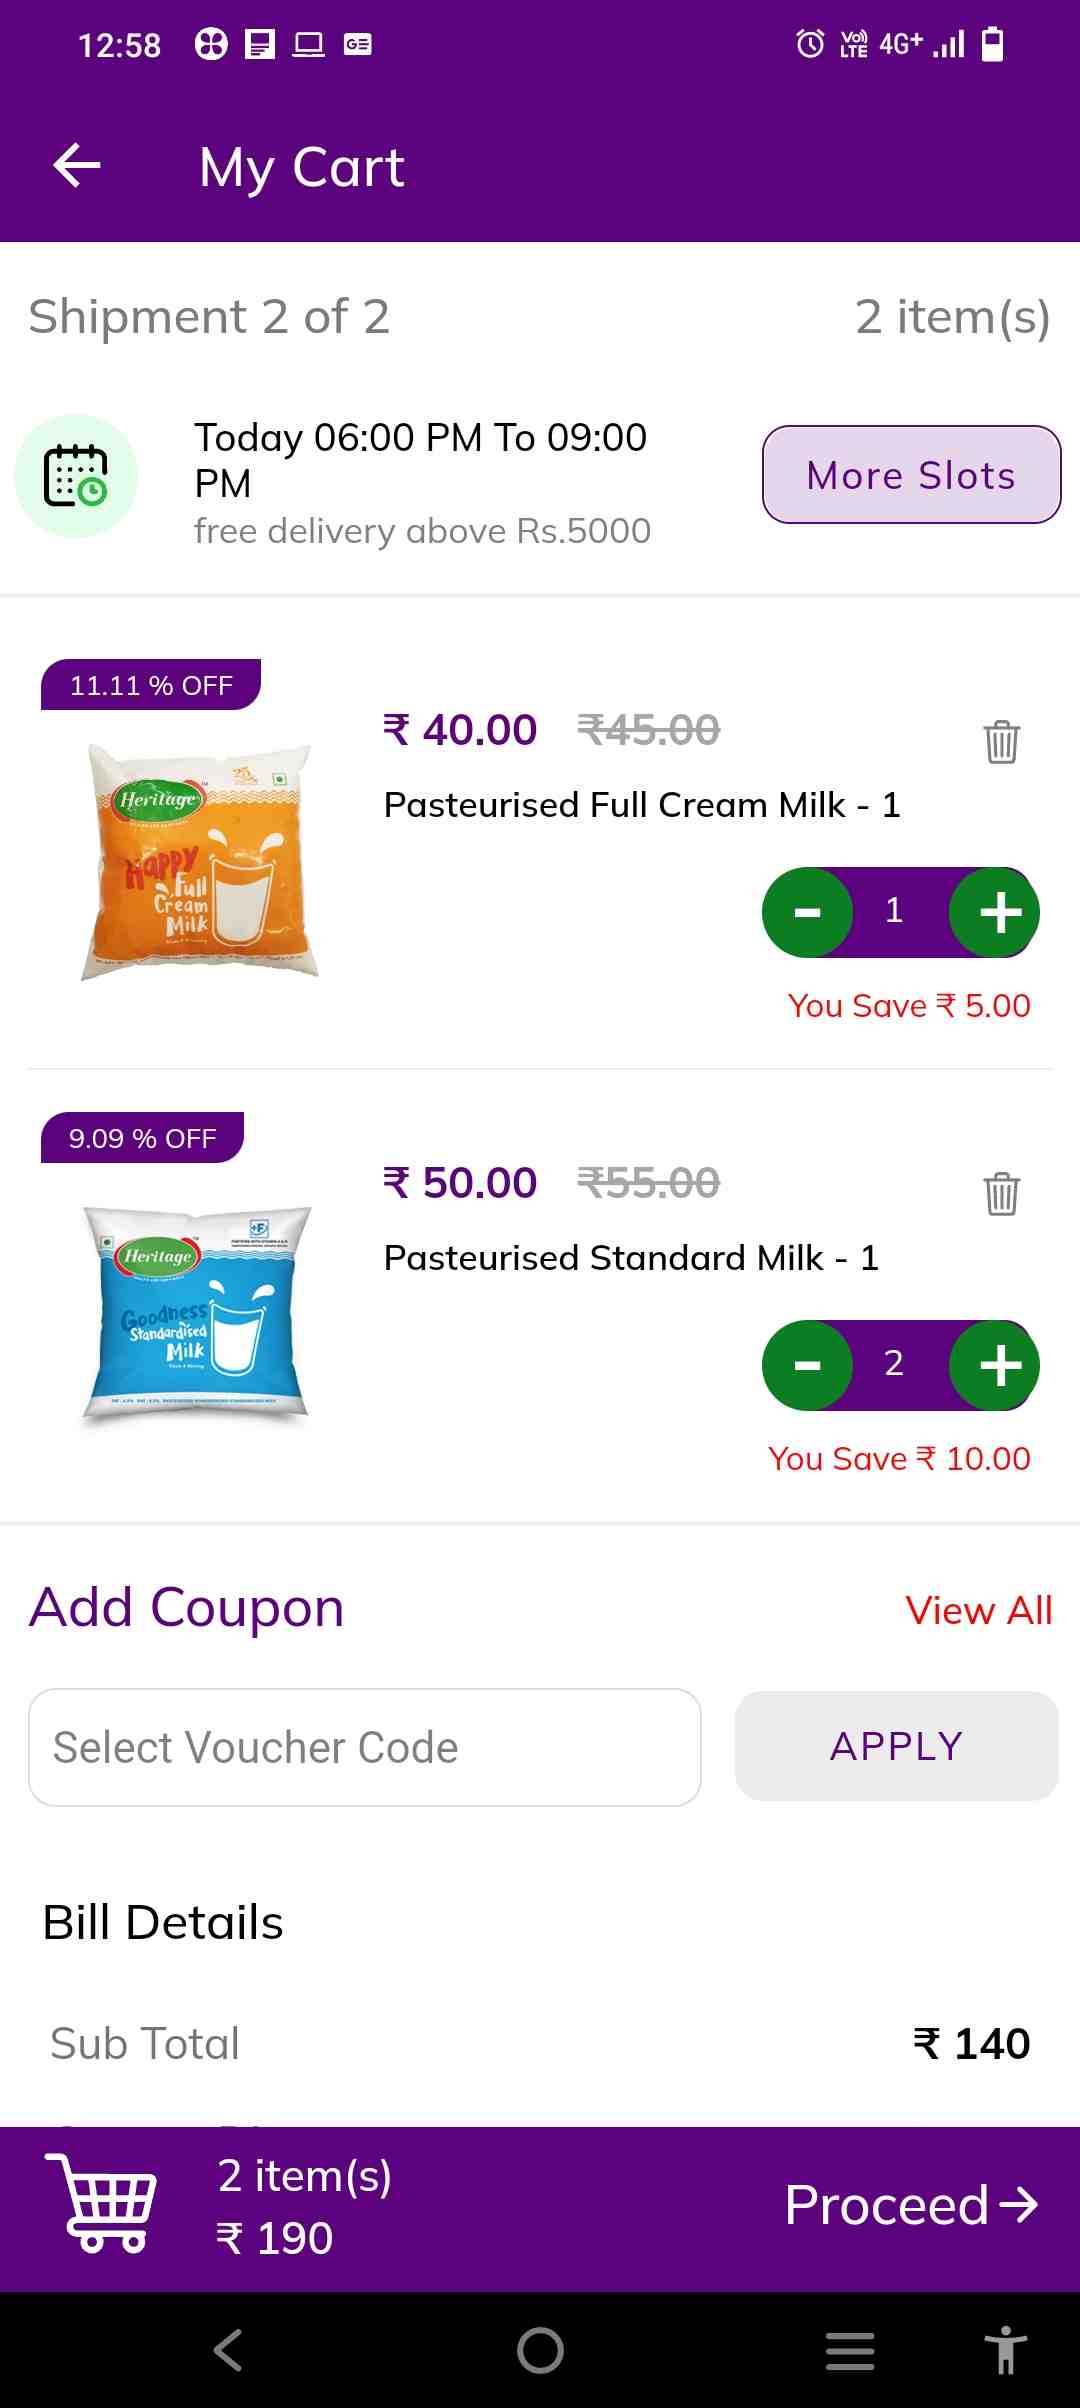 12:58
4G+
VoI) LTE
My Cart
Shipment 2 of 2
2 item(s)
Today 06:00 PM To 09:00
PM
free delivery above Rs.5000
More Slots
11.11 % OFF
₹ 40.00 ₹45.00
Heritage
Happy
Full
Cream
Milk
Pasteurised Full Cream Milk - 1
- 1 +
You Save ₹ 5.00
9.09 % OFF
₹ 50.00 ₹55.00
Heritage
Goodness
Standardised
Milk
Pasteurised Standard Milk - 1
- 2 +
You Save ₹ 10.00
Add Coupon
View All
Select Voucher Code
APPLY
Bill Details
Sub Total
₹ 140
2 item(s)
₹ 190
Proceed